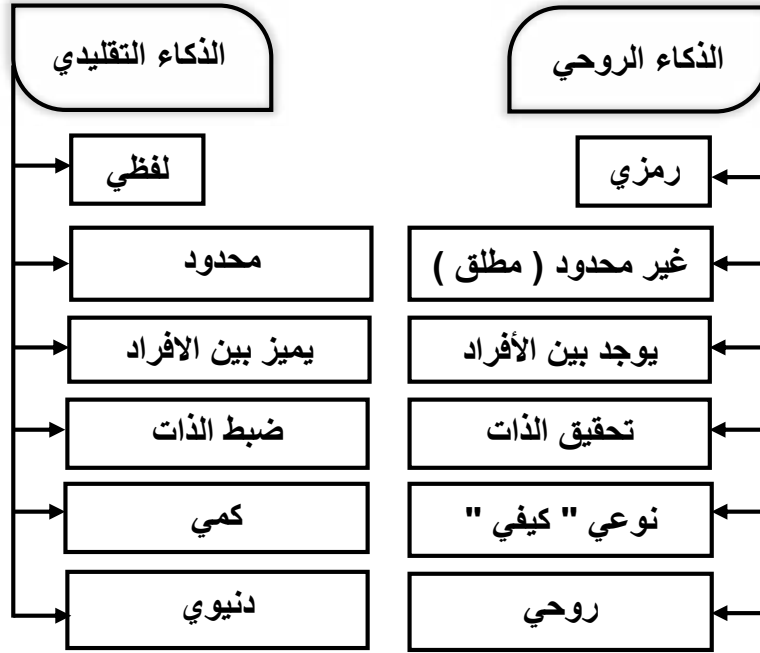 الذكاء الروحي
الذكاء التقليدي
رمزي
لفظي
غير محدود ( مطلق )
محدود
يوجد بين الأفراد
يميز بين الافراد
تحقيق الذات
ضبط الذات
نوعي " كيفي "
كمي
روحي
دنيوي